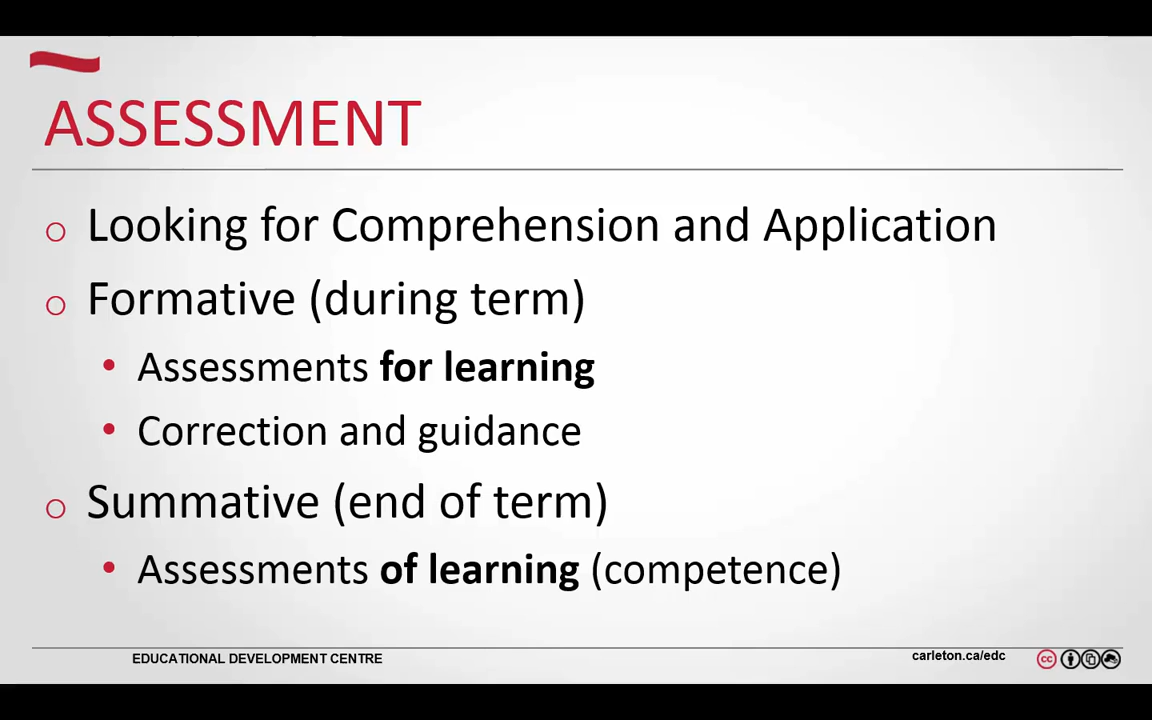 ASSESSMENT
o Looking for Comprehension and Application
o Formative (during term)
• Assessments for learning
• Correction and guidance
o Summative (end of term)
• Assessments of learning (competence)
EDUCATIONAL DEVELOPMENT CENTRE
carleton.ca/edc
cc